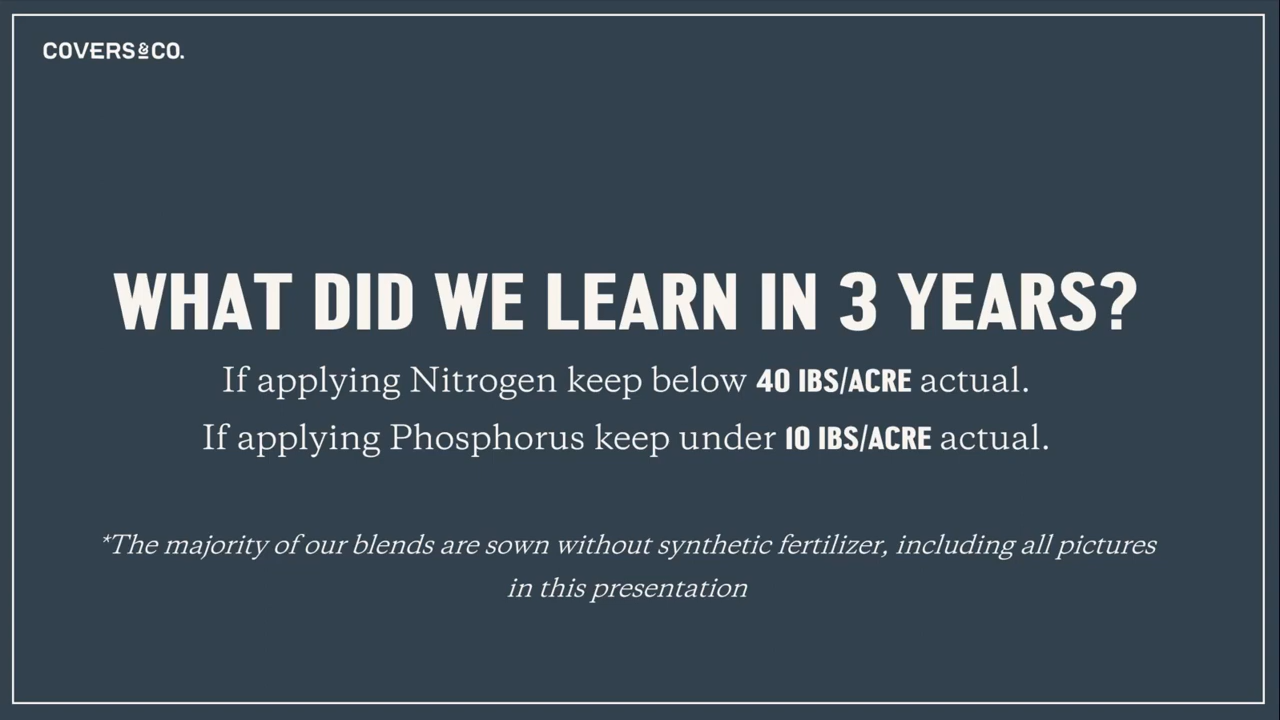 COVERS&CO.
WHAT DID WE LEARN IN 3 YEARS?
If applying Nitrogen keep below 40 IBS/ACRE actual.
If applying Phosphorus keep under 10 IBS/ACRE actual.
*The majority of our blends are sown without synthetic fertilizer, including all pictures
in this presentation